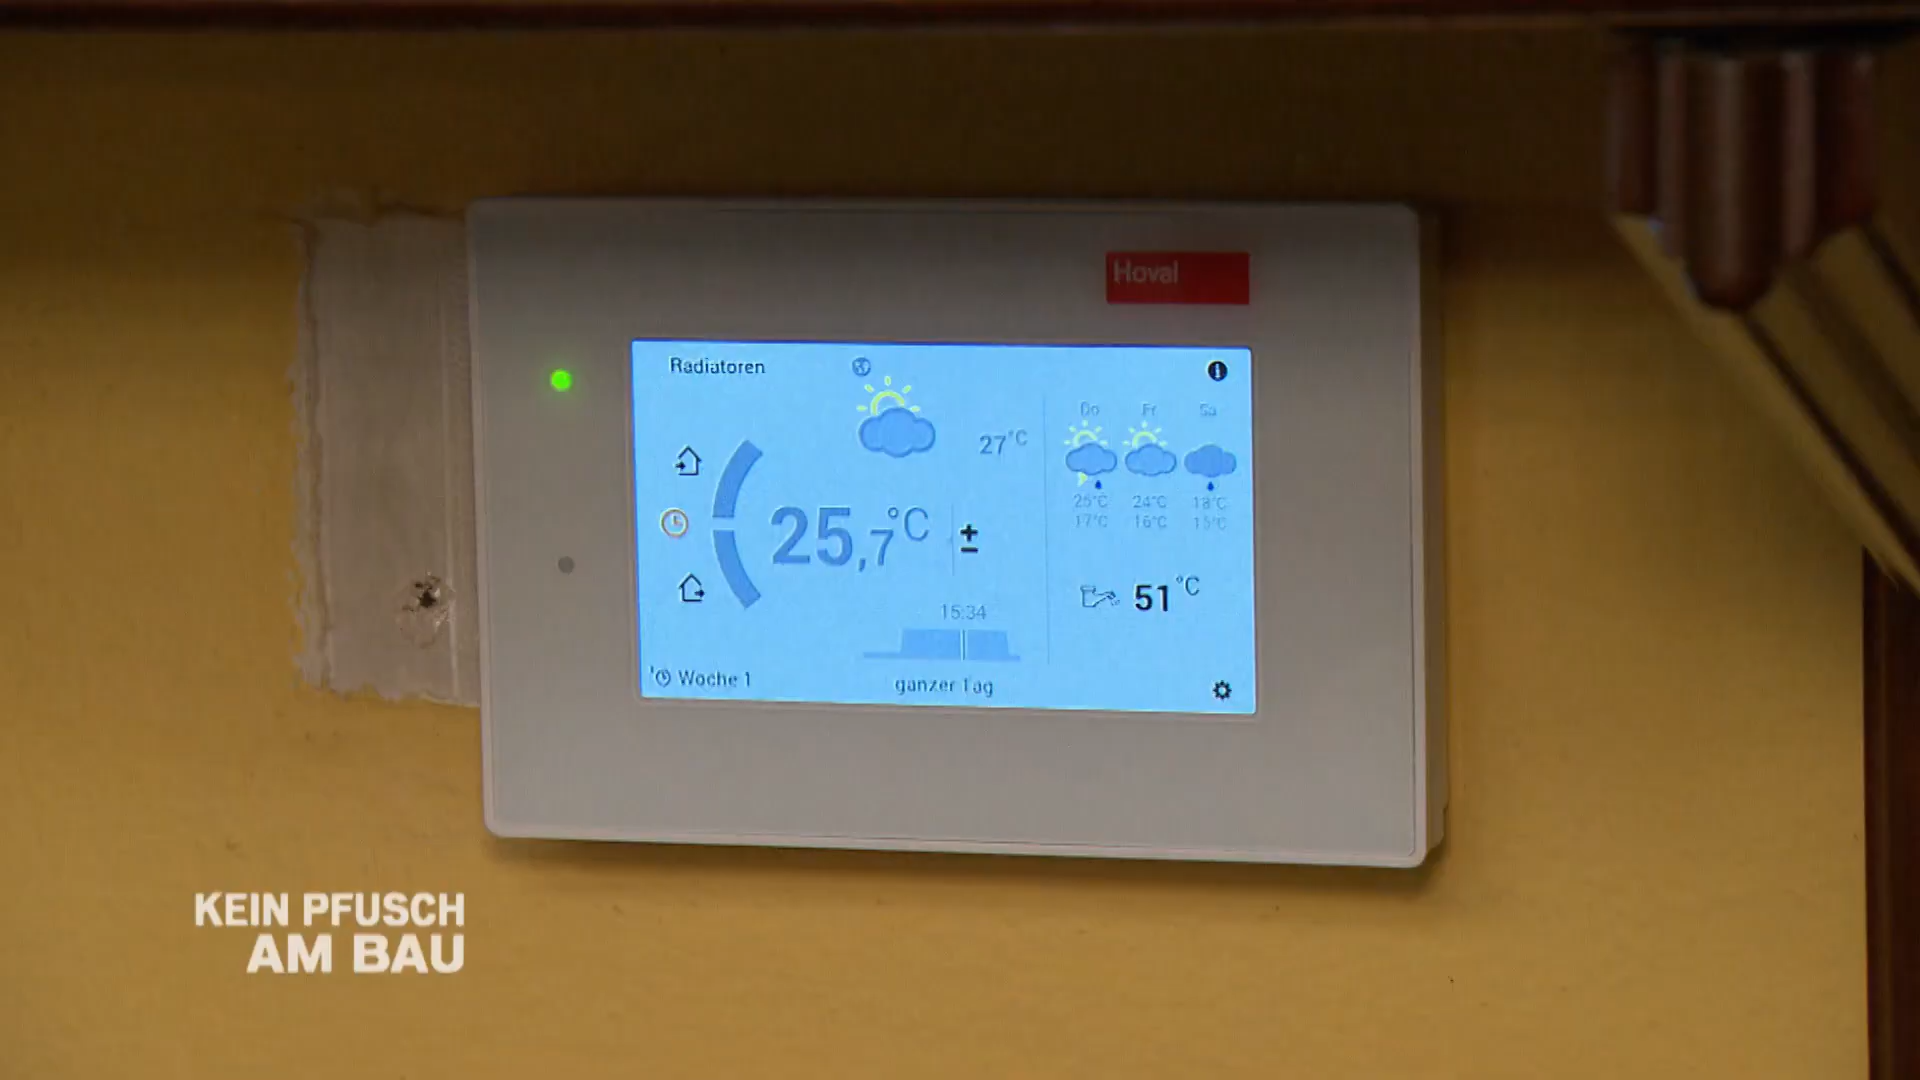 Hoval
Radiatoren
27°C
Do Fr Sa
25°C 24°C 18°C
17°C 16°C 15°C
25,7°C ±
51°C
15:34
Woche 1
ganzer Tag
KEIN PFUSCH
AM BAU